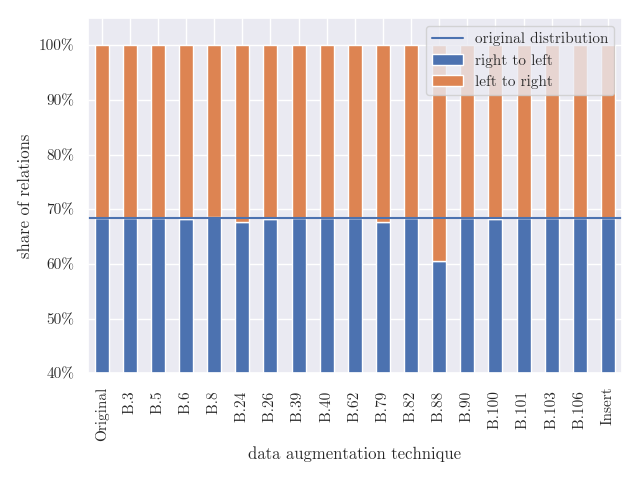 original distribution
right to left
left to right
100%
90%
80%
70%
60%
50%
40%
share of relations
Original
B.3
B.5
B.6
B.8
B.24
B.26
B.39
B.40
B.62
B.79
B.82
B.88
B.90
B.100
B.101
B.103
B.106
Insert
data augmentation technique